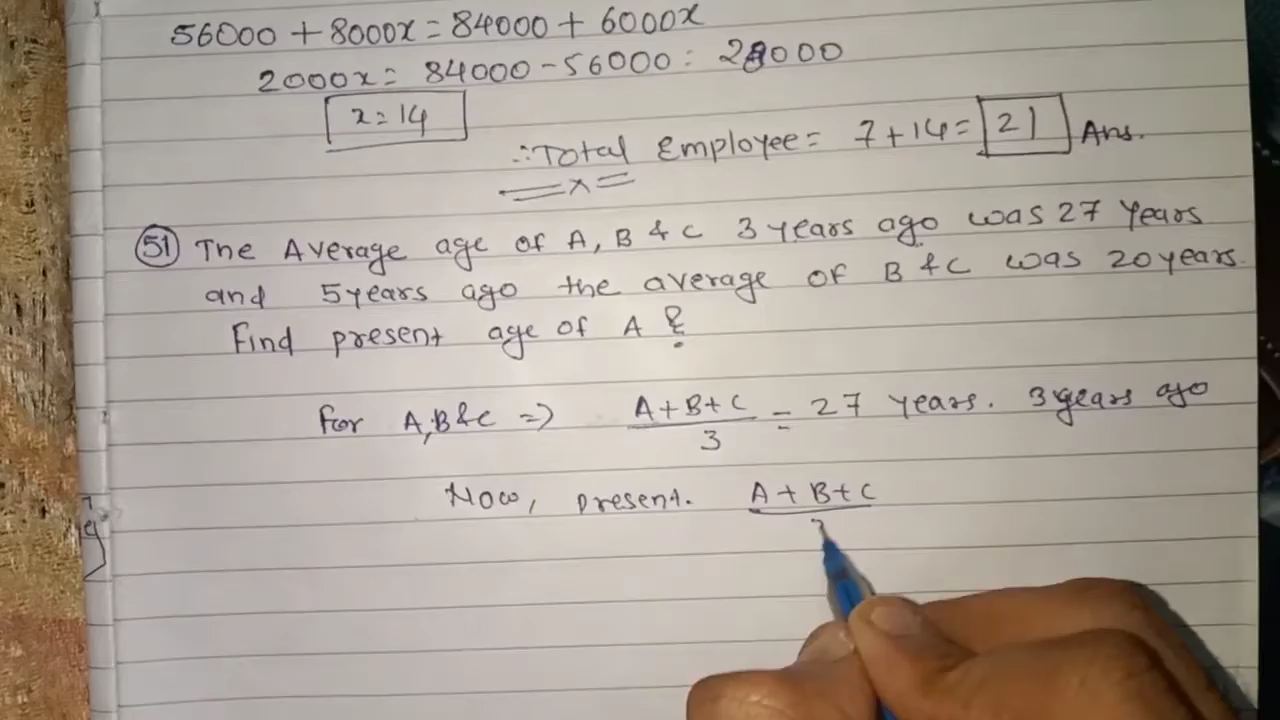 56000 + 8000x = 84000 + 6000x
2000x = 84000 - 56000 : 28000
x = 14
∴ Total Employee = 7 + 14 = 21 Ans.
= x =
51 The Average age of A, B & C 3 years ago was 27 Years
and 5 years ago the average of B & C was 20 years.
Find present age of A ?
For A, B & C => A + B + C / 3 = 27 years. 3 years ago
Now, present. A + B + C